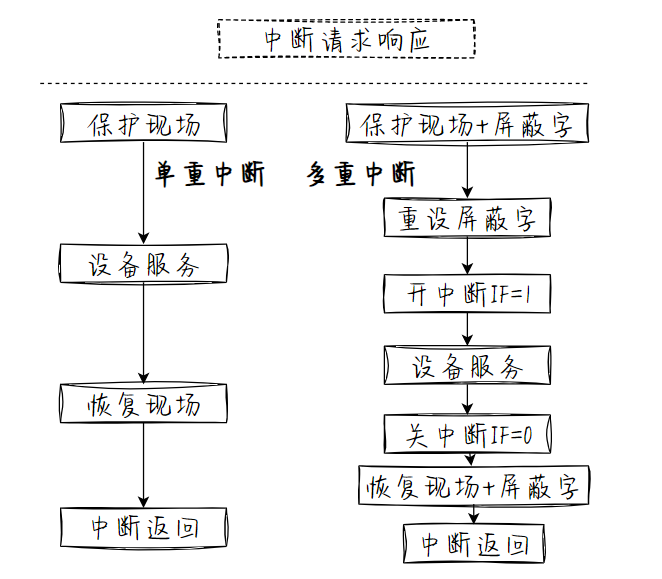 中断请求响应
保护现场
保护现场+屏蔽字
单重中断
多重中断
重设屏蔽字
设备服务
开中断IF=1
设备服务
恢复现场
关中断IF=0
恢复现场+屏蔽字
中断返回
中断返回